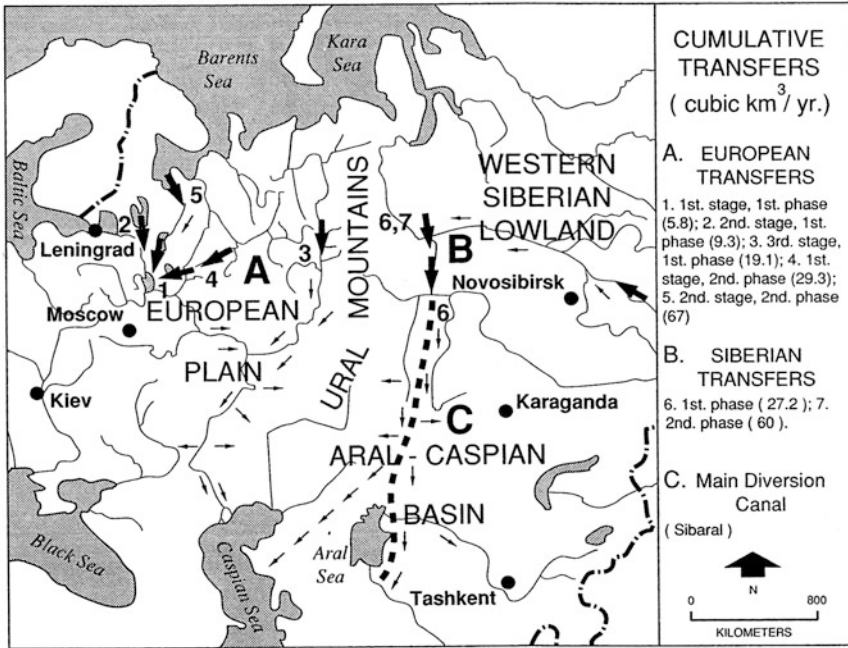 Barents
Sea
Kara
Sea
Baltic Sea
WESTERN
SIBERIAN
LOWLAND
5
2
6,7
Leningrad
A
3
B
4
1
Novosibirsk
Moscow
EUROPEAN
6
PLAIN
URAL MOUNTAINS
Kiev
C
Karaganda
ARAL - CASPIAN
BASIN
Black Sea
Caspian Sea
Aral
Sea
Tashkent
CUMULATIVE
TRANSFERS
( cubic km³/ yr.)
A. EUROPEAN
TRANSFERS
1. 1st. stage, 1st. phase
(5.8); 2. 2nd. stage, 1st.
phase (9.3); 3. 3rd. stage,
1st. phase (19.1); 4. 1st.
stage, 2nd. phase (29.3);
5. 2nd. stage, 2nd. phase
(67)
B. SIBERIAN
TRANSFERS
6. 1st. phase ( 27.2 ); 7.
2nd. phase ( 60 ).
C. Main Diversion
Canal
( Sibaral )
N
0 800
KILOMETERS